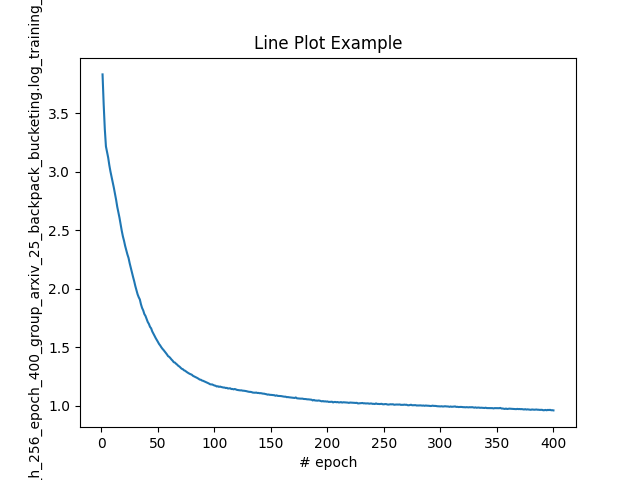 Line Plot Example
h_256_epoch_400_group_arxiv_25_backpack_bucketing.log_training_
3.5
3.0
2.5
2.0
1.5
1.0
0 50 100 150 200 250 300 350 400
# epoch